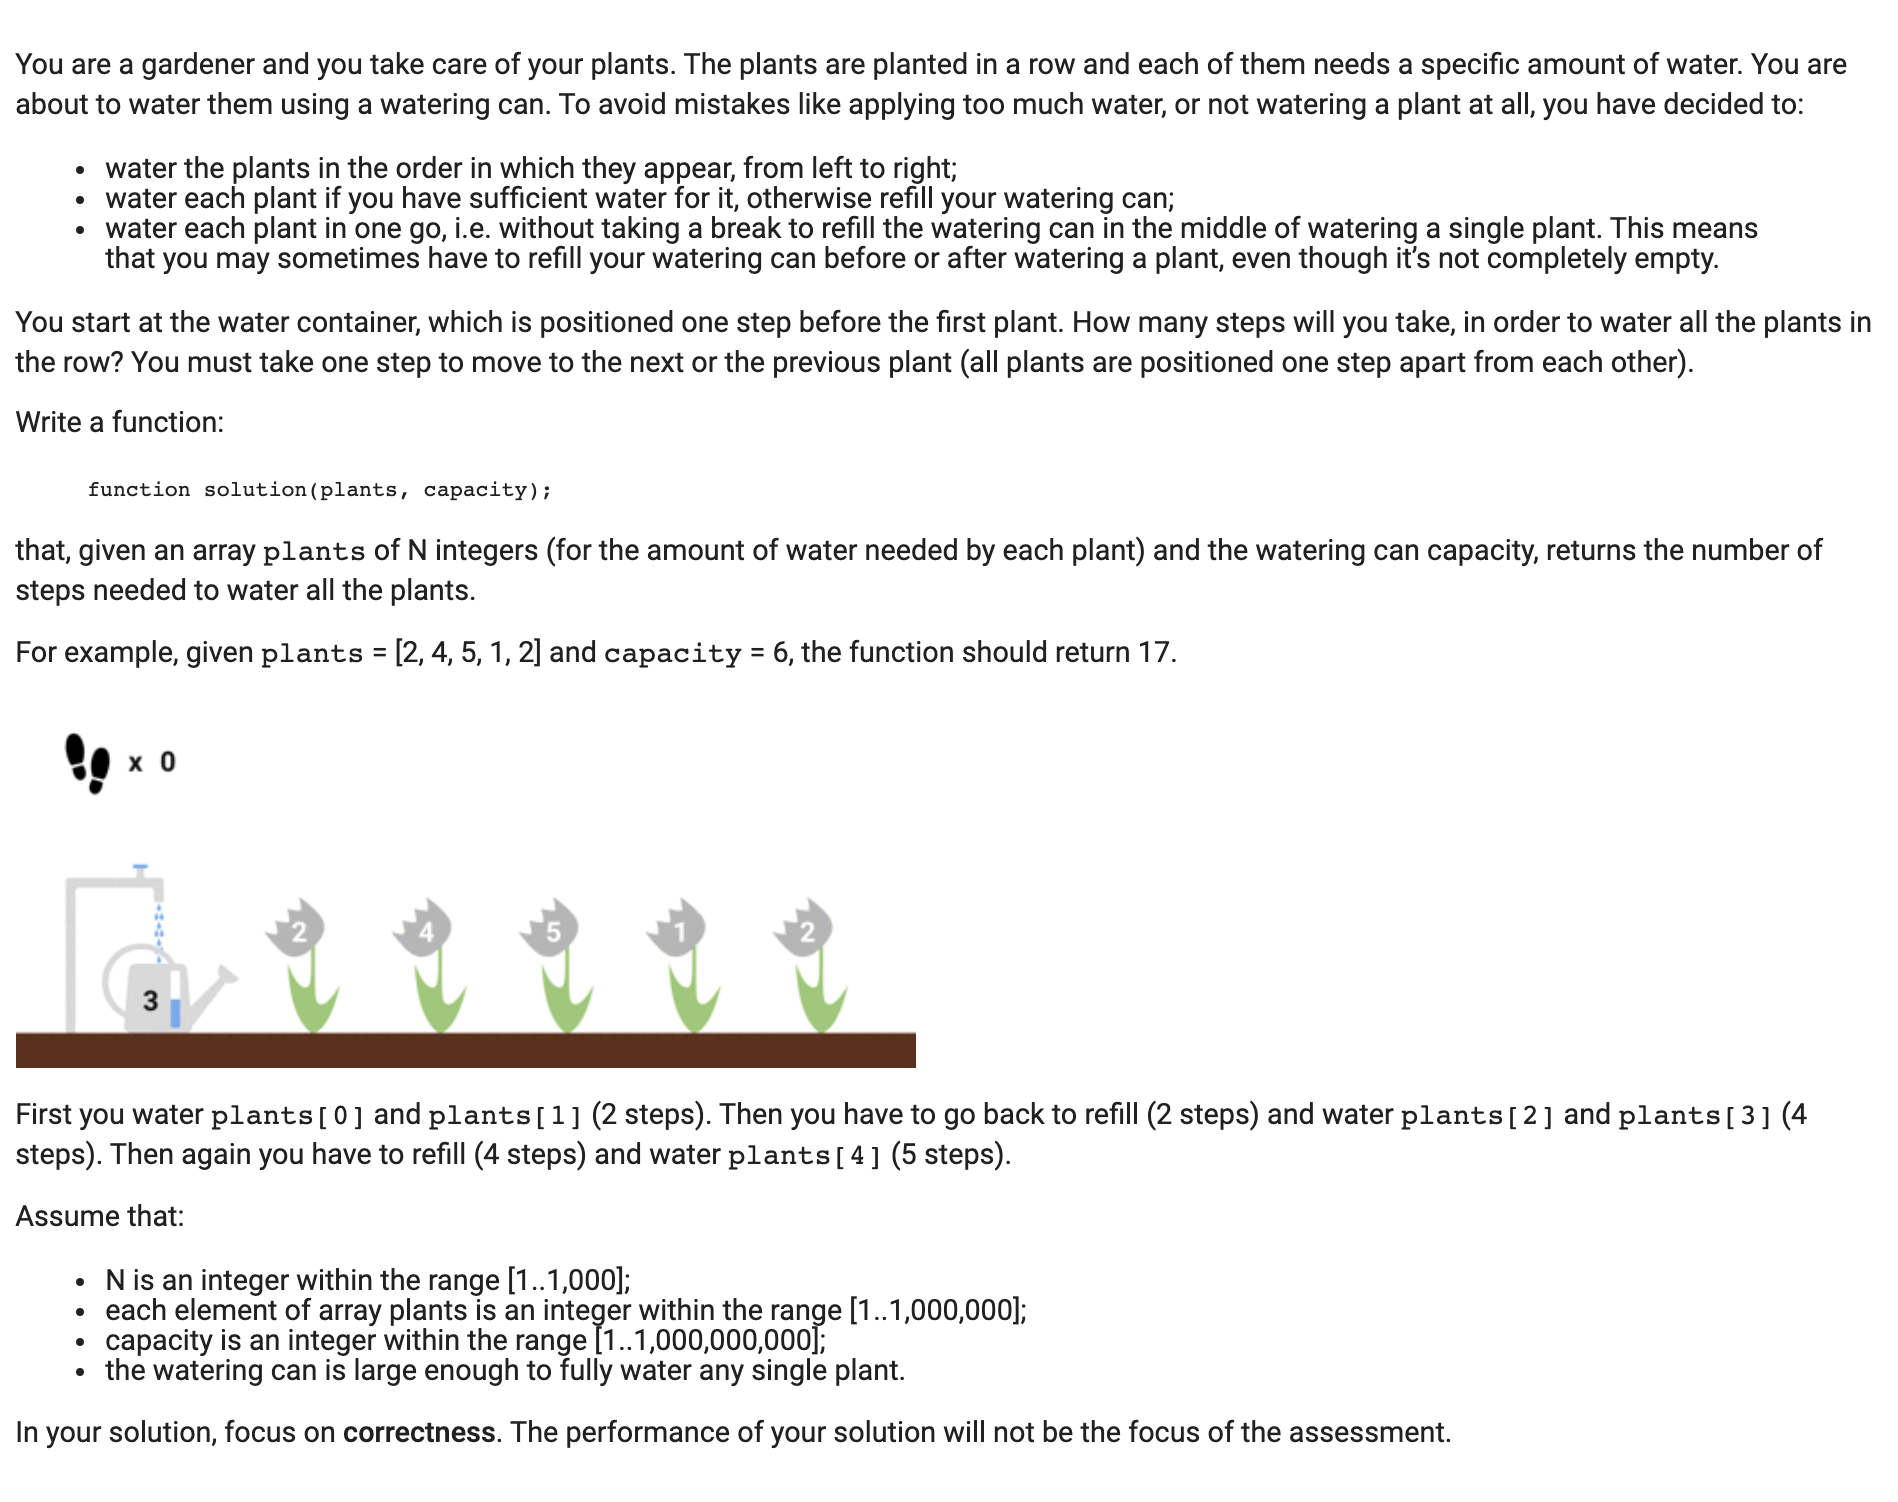 You are a gardener and you take care of your plants. The plants are planted in a row and each of them needs a specific amount of water. You are
about to water them using a watering can. To avoid mistakes like applying too much water, or not watering a plant at all, you have decided to:
• water the plants in the order in which they appear, from left to right;
• water each plant if you have sufficient water for it, otherwise refill your watering can;
• water each plant in one go, i.e. without taking a break to refill the watering can in the middle of watering a single plant. This means
that you may sometimes have to refill your watering can before or after watering a plant, even though it's not completely empty.
You start at the water container, which is positioned one step before the first plant. How many steps will you take, in order to water all the plants in
the row? You must take one step to move to the next or the previous plant (all plants are positioned one step apart from each other).
Write a function:
function solution(plants, capacity);
that, given an array plants of N integers (for the amount of water needed by each plant) and the watering can capacity, returns the number of
steps needed to water all the plants.
For example, given plants = [2, 4, 5, 1, 2] and capacity = 6, the function should return 17.
x 0
2 4 5 1 2
3
First you water plants[0] and plants[1] (2 steps). Then you have to go back to refill (2 steps) and water plants[2] and plants[3] (4
steps). Then again you have to refill (4 steps) and water plants[4] (5 steps).
Assume that:
• N is an integer within the range [1..1,000];
• each element of array plants is an integer within the range [1..1,000,000];
• capacity is an integer within the range [1..1,000,000,000];
• the watering can is large enough to fully water any single plant.
In your solution, focus on correctness. The performance of your solution will not be the focus of the assessment.